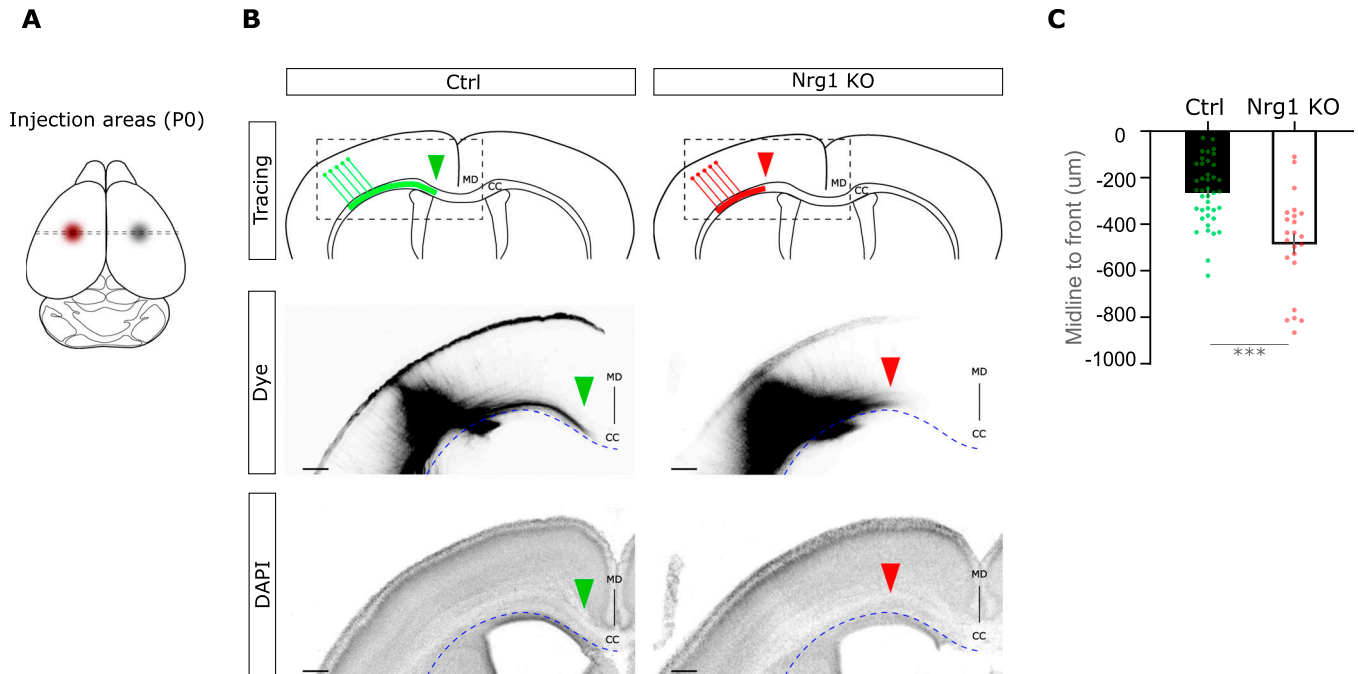 A
B
C
Injection areas (P0)
Ctrl
Nrg1 KO
Tracing
MD
CC
MD
CC
Dye
MD
CC
MD
CC
DAPI
MD
CC
MD
CC
Ctrl
Nrg1 KO
Midline to front (um)
0
-200
-400
-600
-800
-1000
***